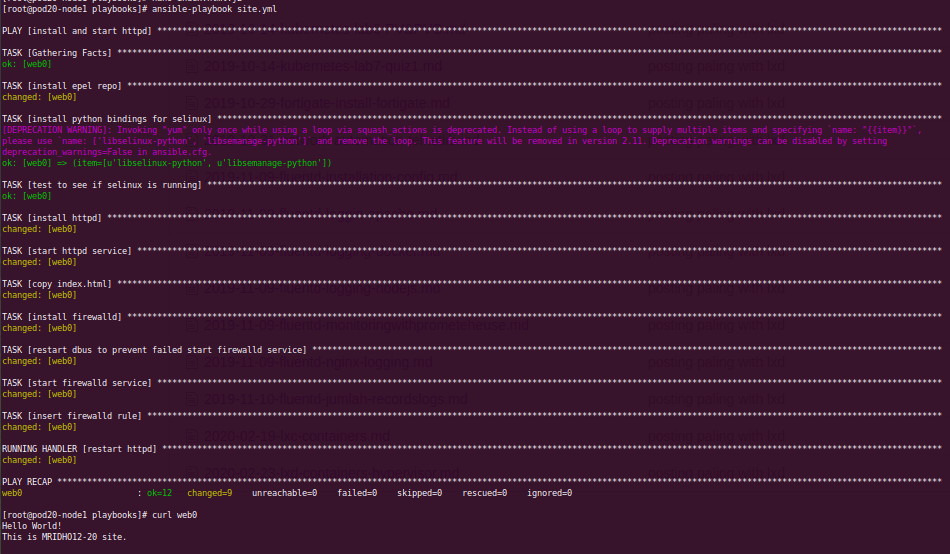 [root@pod20-node1 playbooks]# ansible-playbook site.yml
PLAY [install and start httpd] *************************************************************************************************************************************************************
TASK [Gathering Facts] *********************************************************************************************************************************************************************
ok: [web0]
TASK [install epel repo] *******************************************************************************************************************************************************************
changed: [web0]
TASK [install python bindings for selinux] *************************************************************************************************************************************************
[DEPRECATION WARNING]: Invoking "yum" only once while using a loop via squash_actions is deprecated. Instead of using a loop to supply multiple items and specifying `name: "{{item}}"`,
please use `name: ['libselinux-python', 'libsemanage-python']` and remove the loop. This feature will be removed in version 2.11. Deprecation warnings can be disabled by setting
deprecation_warnings=False in ansible.cfg.
ok: [web0] => (item=[u'libselinux-python', u'libsemanage-python'])
TASK [test to see if selinux is running] ***************************************************************************************************************************************************
ok: [web0]
TASK [install httpd] ***********************************************************************************************************************************************************************
changed: [web0]
TASK [start httpd service] *****************************************************************************************************************************************************************
changed: [web0]
TASK [copy index.html] *********************************************************************************************************************************************************************
changed: [web0]
TASK [install firewalld] *******************************************************************************************************************************************************************
changed: [web0]
TASK [restart dbus to prevent failed start firewalld service] ******************************************************************************************************************************
changed: [web0]
TASK [start firewalld service] *************************************************************************************************************************************************************
changed: [web0]
TASK [insert firewalld rule] ***************************************************************************************************************************************************************
changed: [web0]
RUNNING HANDLER [restart httpd] ************************************************************************************************************************************************************
changed: [web0]
PLAY RECAP *********************************************************************************************************************************************************************************
web0                       : ok=12   changed=9    unreachable=0    failed=0    skipped=0    rescued=0    ignored=0
[root@pod20-node1 playbooks]# curl web0
Hello World!
This is MRIDHO12-20 site.